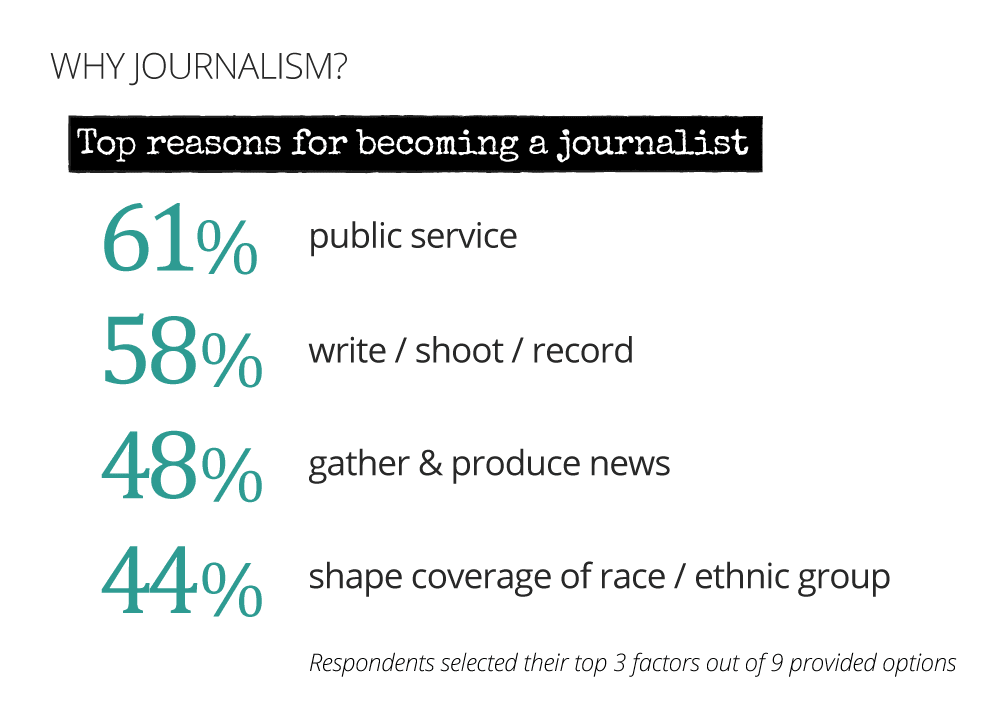 WHY JOURNALISM?
Top reasons for becoming a journalist
61% public service
58% write / shoot / record
48% gather & produce news
44% shape coverage of race / ethnic group
Respondents selected their top 3 factors out of 9 provided options